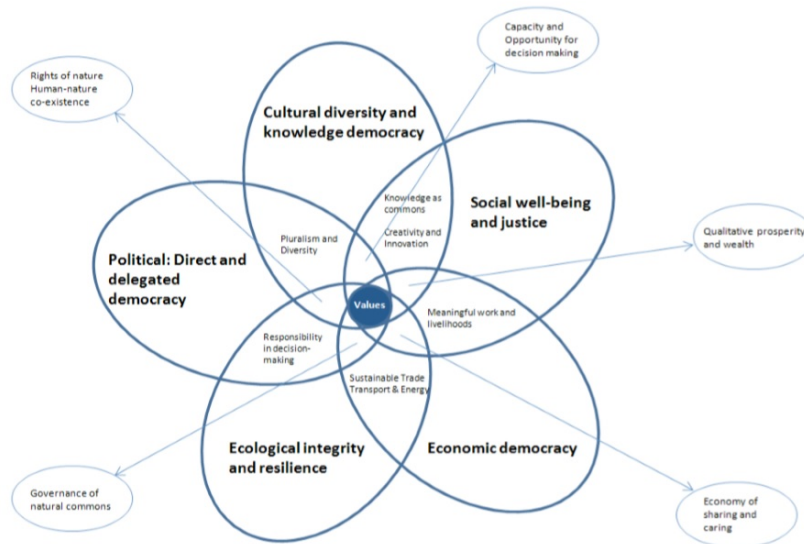 Capacity and
Opportunity for
decision making
Rights of nature
Human-nature
co-existence
Cultural diversity and
knowledge democracy
Knowledge as
commons
Creativity and
Innovation
Social well-being
and justice
Pluralism and
Diversity
Qualitative prosperity
and wealth
Political: Direct and
delegated
democracy
Values
Meaningful work and
livelihoods
Responsibility
in decision-
making
Sustainable Trade
Transport & Energy
Ecological integrity
and resilience
Economic democracy
Governance of
natural commons
Economy of
sharing and
caring